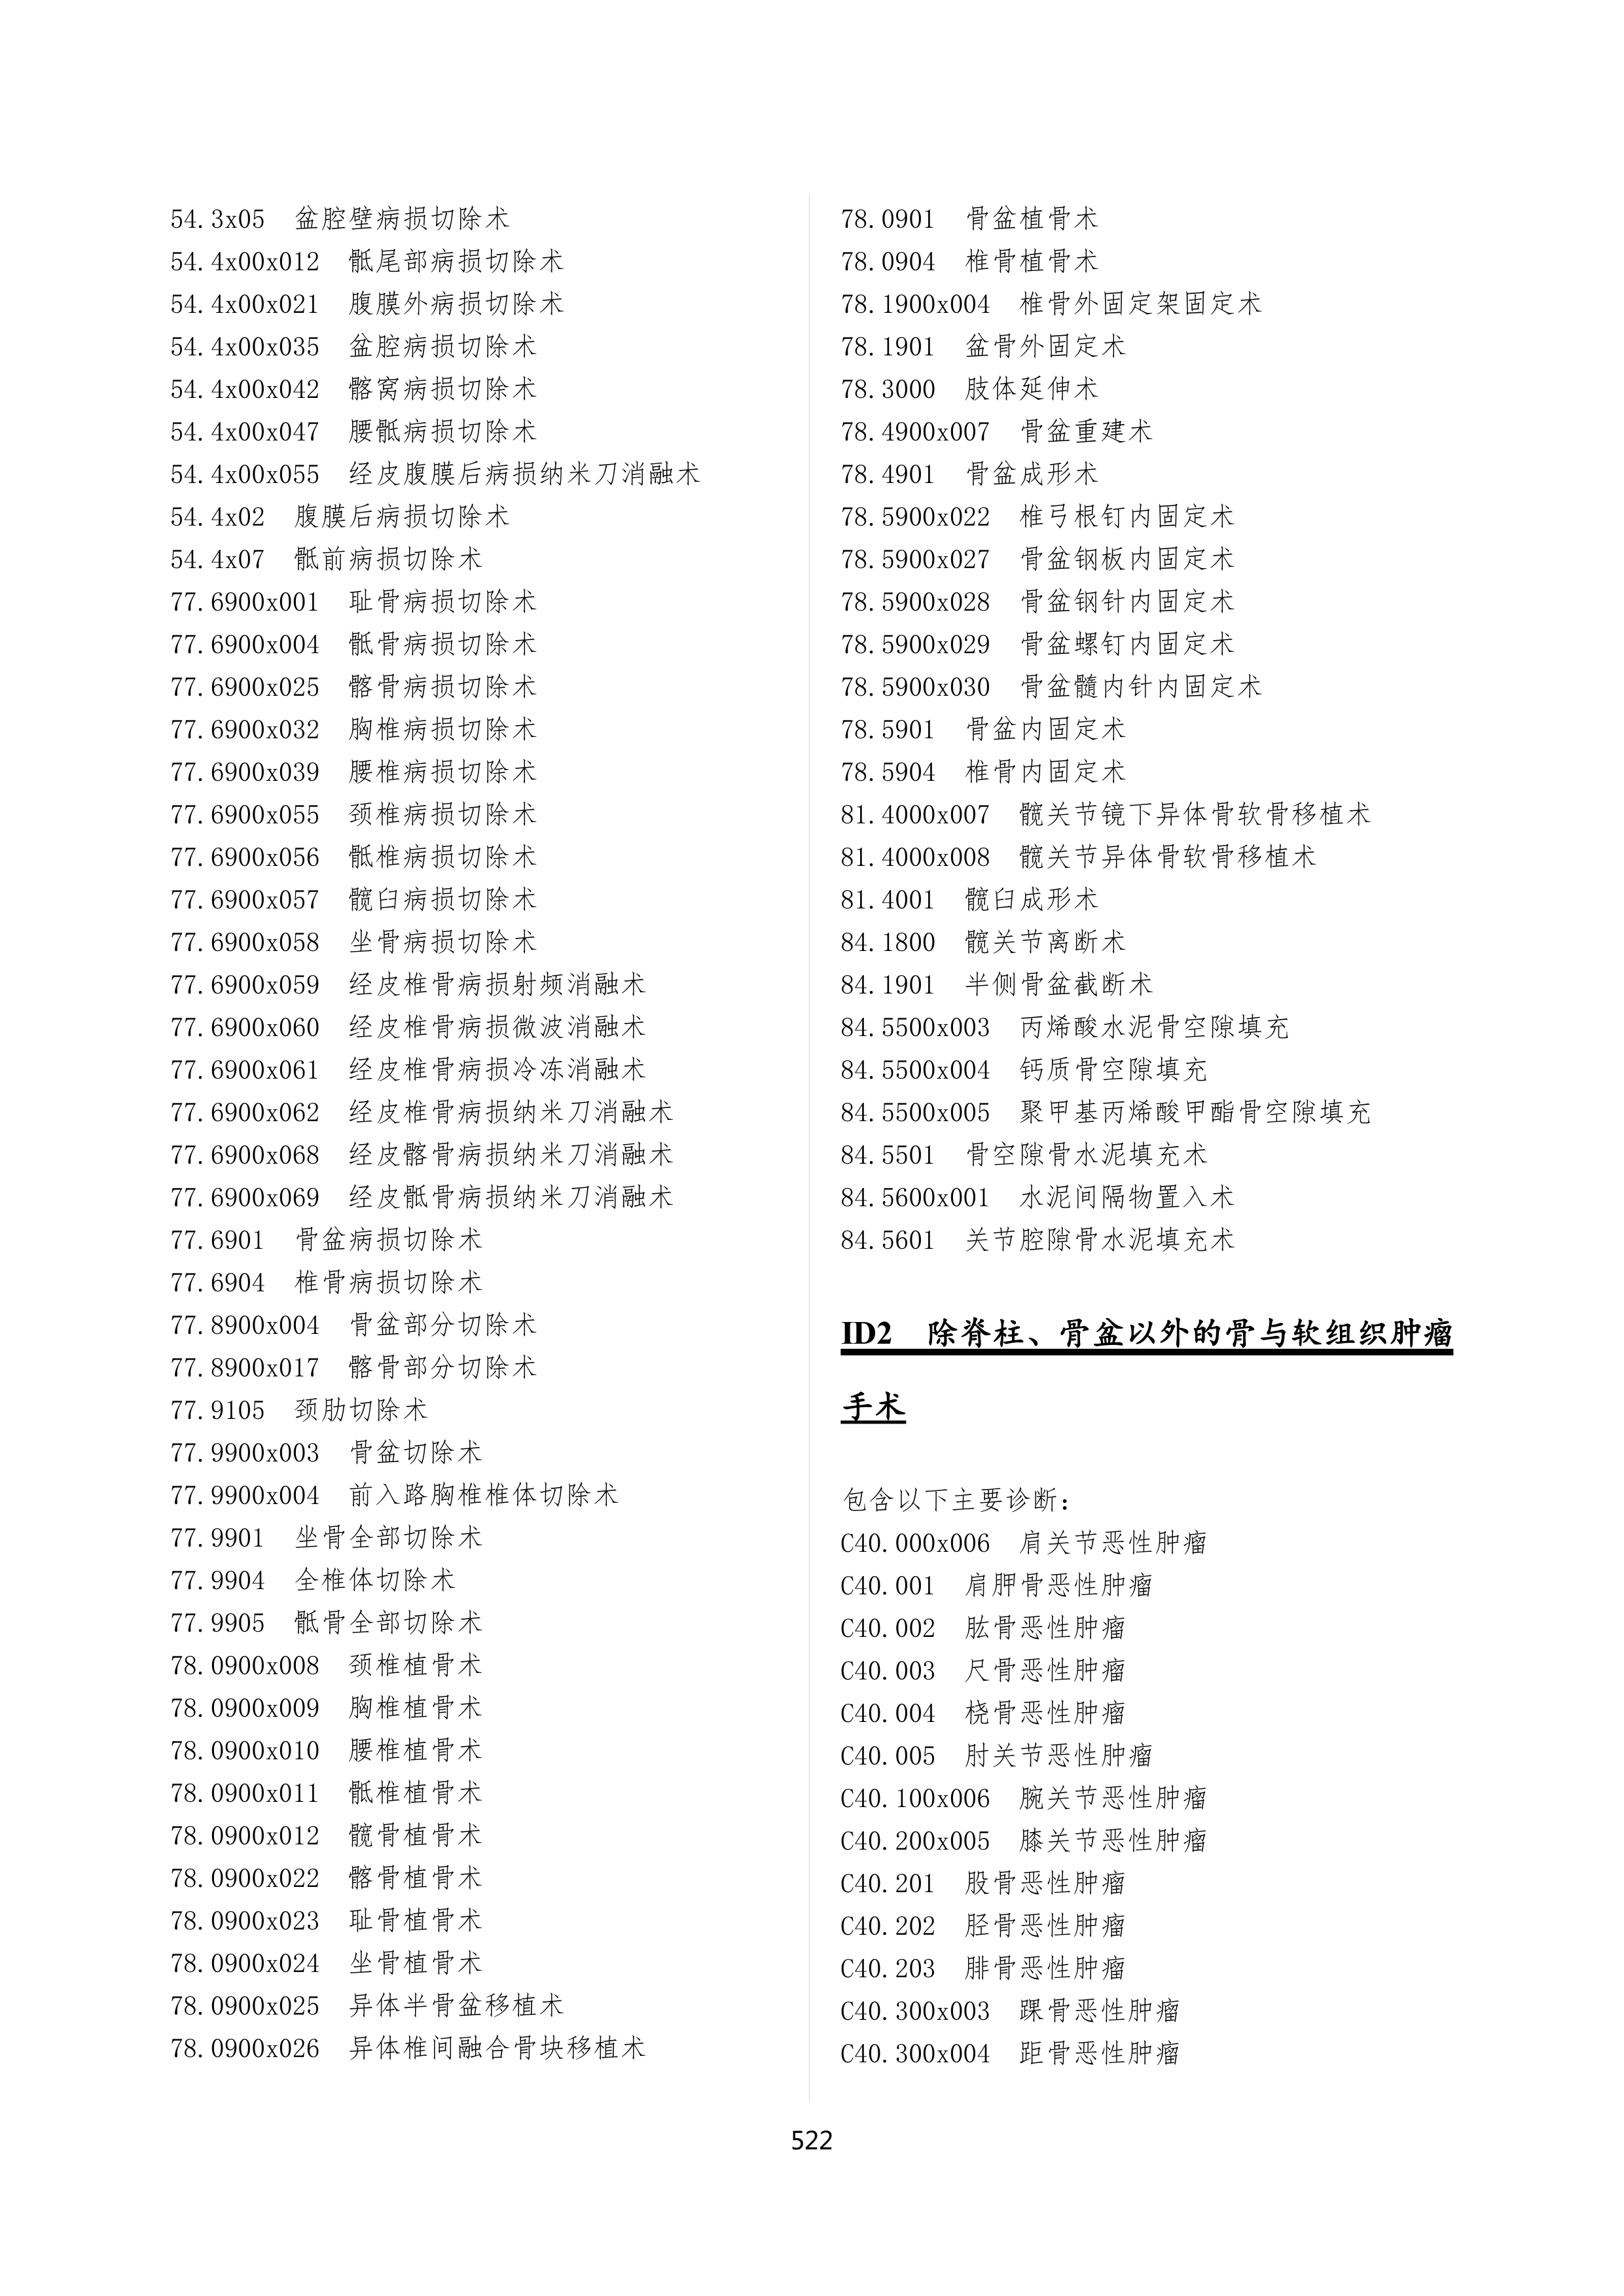 54.3x05 盆腔壁病损切除术
54.4x00x012 骶尾部病损切除术
54.4x00x021 腹膜外病损切除术
54.4x00x035 盆腔病损切除术
54.4x00x042 髂窝病损切除术
54.4x00x047 腰骶病损切除术
54.4x00x055 经皮腹膜后病损纳米刀消融术
54.4x02 腹膜后病损切除术
54.4x07 骶前病损切除术
77.6900x001 耻骨病损切除术
77.6900x004 骶骨病损切除术
77.6900x025 髂骨病损切除术
77.6900x032 胸椎病损切除术
77.6900x039 腰椎病损切除术
77.6900x055 颈椎病损切除术
77.6900x056 骶椎病损切除术
77.6900x057 髋臼病损切除术
77.6900x058 坐骨病损切除术
77.6900x059 经皮椎骨病损射频消融术
77.6900x060 经皮椎骨病损微波消融术
77.6900x061 经皮椎骨病损冷冻消融术
77.6900x062 经皮椎骨病损纳米刀消融术
77.6900x068 经皮髂骨病损纳米刀消融术
77.6900x069 经皮骶骨病损纳米刀消融术
77.6901 骨盆病损切除术
77.6904 椎骨病损切除术
77.8900x004 骨盆部分切除术
77.8900x017 髂骨部分切除术
77.9105 颈肋切除术
77.9900x003 骨盆切除术
77.9900x004 前入路胸椎椎体切除术
77.9901 坐骨全部切除术
77.9904 全椎体切除术
77.9905 骶骨全部切除术
78.0900x008 颈椎植骨术
78.0900x009 胸椎植骨术
78.0900x010 腰椎植骨术
78.0900x011 骶椎植骨术
78.0900x012 髋骨植骨术
78.0900x022 髂骨植骨术
78.0900x023 耻骨植骨术
78.0900x024 坐骨植骨术
78.0900x025 异体半骨盆移植术
78.0900x026 异体椎间融合骨块移植术
78.0901 骨盆植骨术
78.0904 椎骨植骨术
78.1900x004 椎骨外固定架固定术
78.1901 盆骨外固定术
78.3000 肢体延伸术
78.4900x007 骨盆重建术
78.4901 骨盆成形术
78.5900x022 椎弓根钉内固定术
78.5900x027 骨盆钢板内固定术
78.5900x028 骨盆钢针内固定术
78.5900x029 骨盆螺钉内固定术
78.5900x030 骨盆髓内针内固定术
78.5901 骨盆内固定术
78.5904 椎骨内固定术
81.4000x007 髋关节镜下异体骨软骨移植术
81.4000x008 髋关节异体骨软骨移植术
81.4001 髋臼成形术
84.1800 髋关节离断术
84.1901 半侧骨盆截断术
84.5500x003 丙烯酸水泥骨空隙填充
84.5500x004 钙质骨空隙填充
84.5500x005 聚甲基丙烯酸甲酯骨空隙填充
84.5501 骨空隙骨水泥填充术
84.5600x001 水泥间隔物置入术
84.5601 关节腔隙骨水泥填充术
ID2 除脊柱、骨盆以外的骨与软组织肿瘤
手术
包含以下主要诊断:
C40.000x006 肩关节恶性肿瘤
C40.001 肩胛骨恶性肿瘤
C40.002 肱骨恶性肿瘤
C40.003 尺骨恶性肿瘤
C40.004 桡骨恶性肿瘤
C40.005 肘关节恶性肿瘤
C40.100x006 腕关节恶性肿瘤
C40.200x005 膝关节恶性肿瘤
C40.201 股骨恶性肿瘤
C40.202 胫骨恶性肿瘤
C40.203 腓骨恶性肿瘤
C40.300x003 踝骨恶性肿瘤
C40.300x004 距骨恶性肿瘤
522